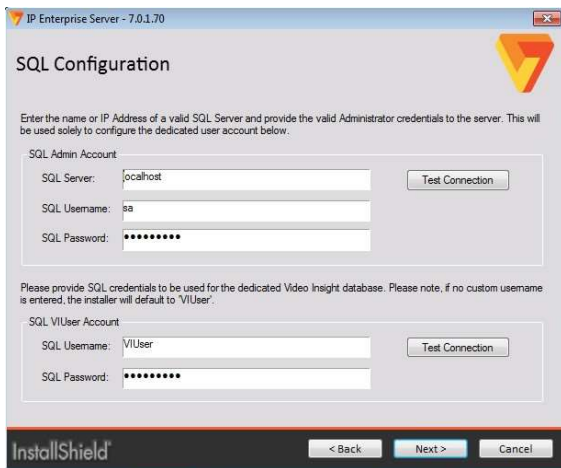 IP Enterprise Server - 7.0.1.70
SQL Configuration
Enter the name or IP Address of a valid SQL Server and provide the valid Administrator credentials to the server. This will
be used solely to configure the dedicated user account below.
SQL Admin Account
SQL Server: localhost Test Connection
SQL Username: sa
SQL Password: •••••••••
Please provide SQL credentials to be used for the dedicated Video Insight database. Please note, if no custom username
is entered, the installer will default to 'VIUser'.
SQL VIUser Account
SQL Username: VIUser Test Connection
SQL Password: •••••••••
InstallShield < Back Next > Cancel